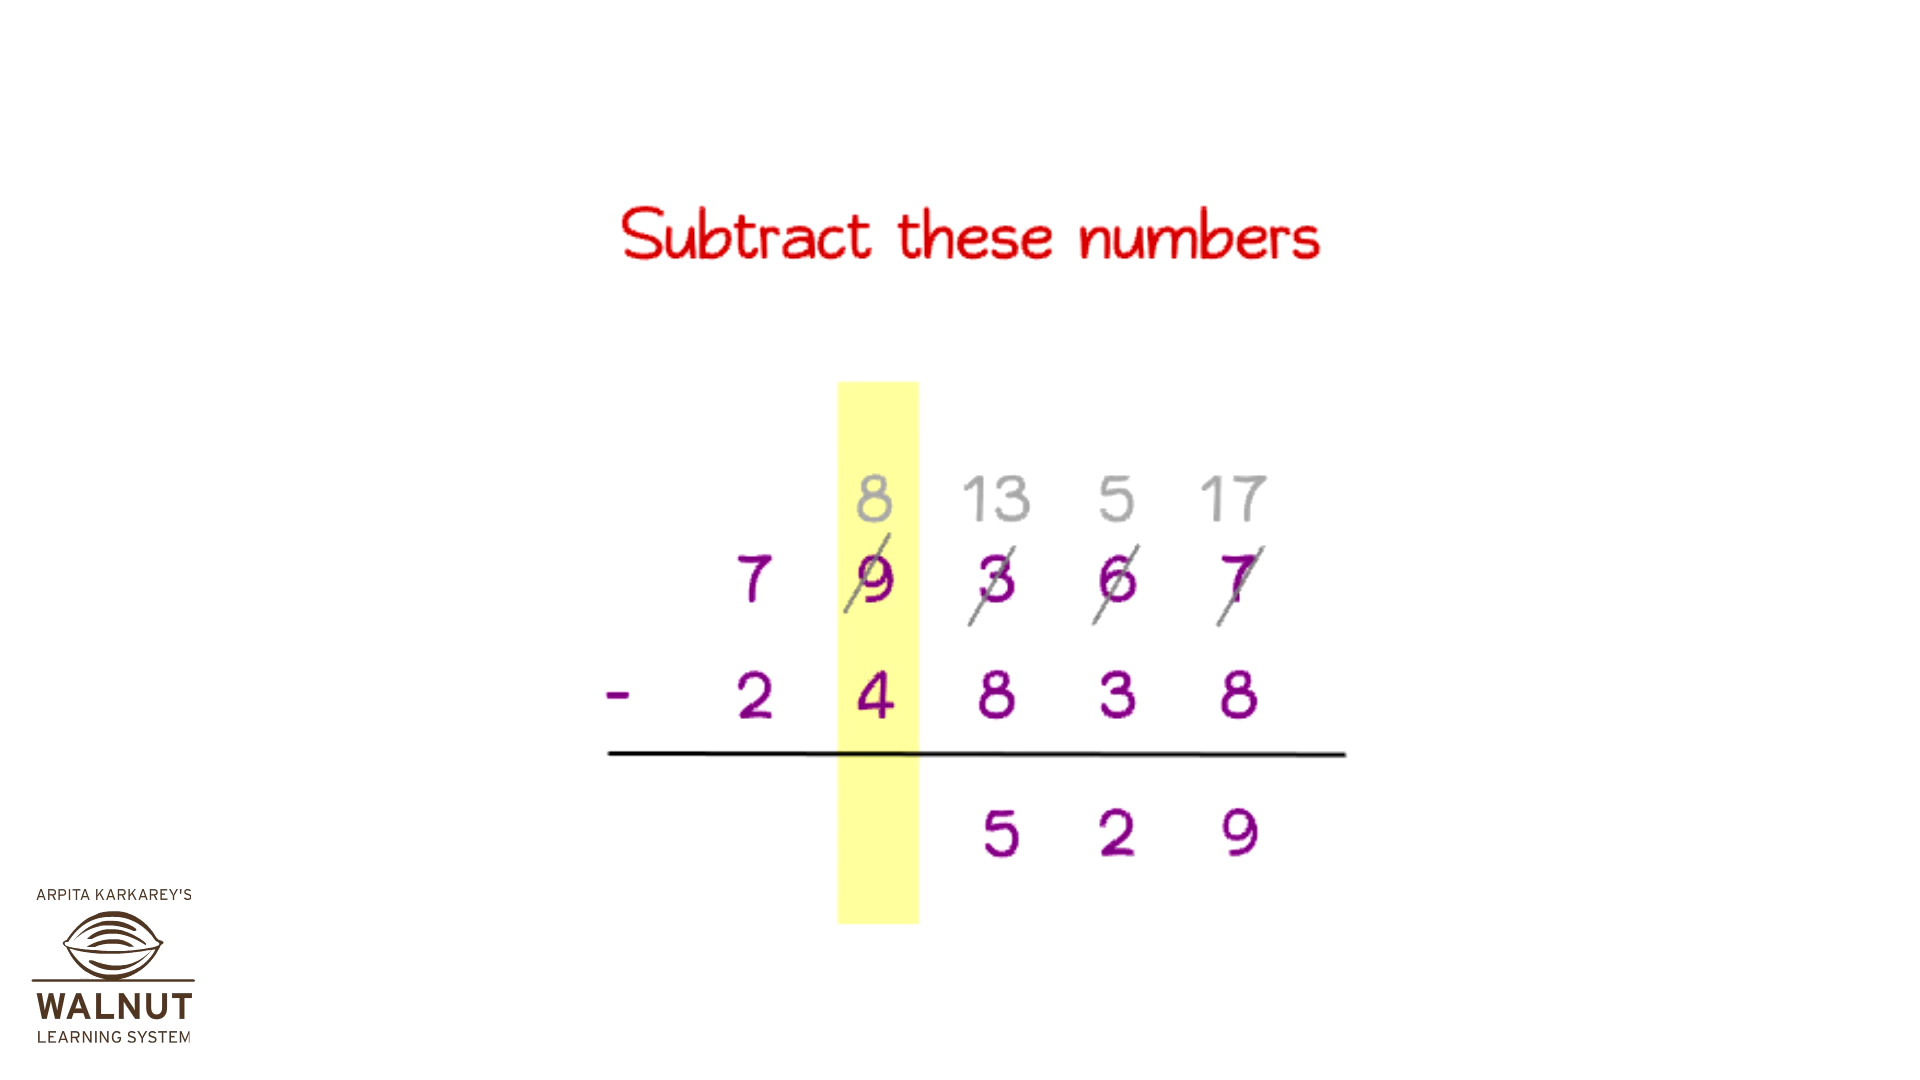 Subtract these numbers
8 13 5 17
7 9 3 6 7
- 2 4 8 3 8
5 2 9
ARPITA KARKAREY'S
WALNUT
LEARNING SYSTEM